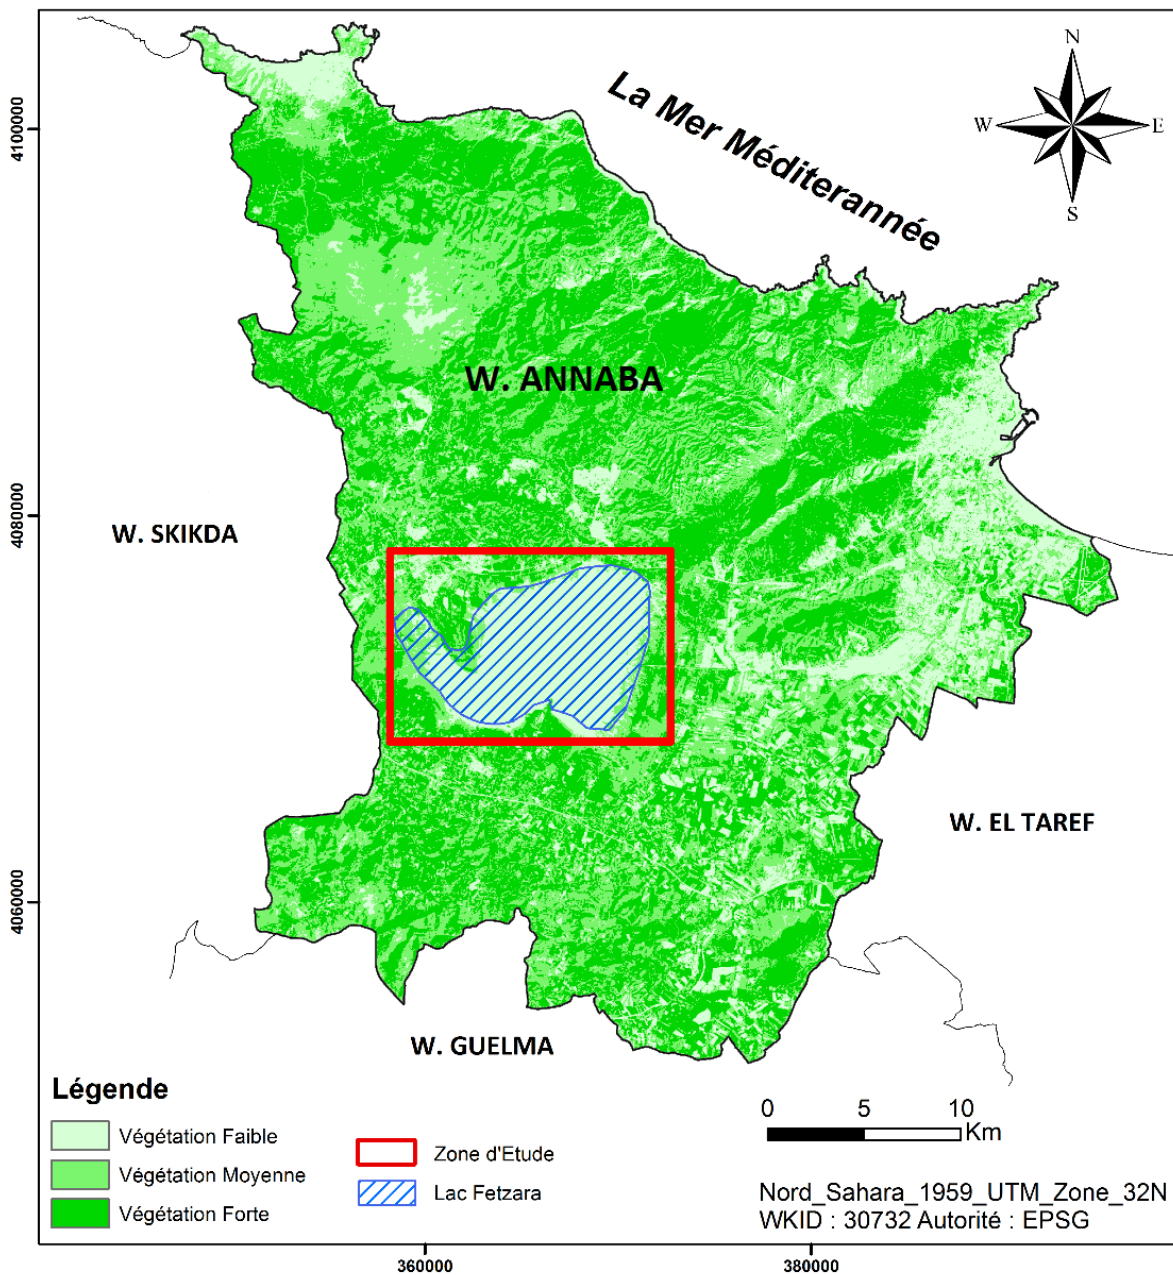 N
W
E
S
La Mer Méditerannée
4100000
W. ANNABA
4080000
W. SKIKDA
W. EL TAREF
4060000
W. GUELMA
Légende
Végétation Faible
Végétation Moyenne
Végétation Forte
Zone d'Etude
Lac Fetzara
0 5 10
Km
Nord_Sahara_1959_UTM_Zone_32N
WKID : 30732 Autorité : EPSG
360000
380000